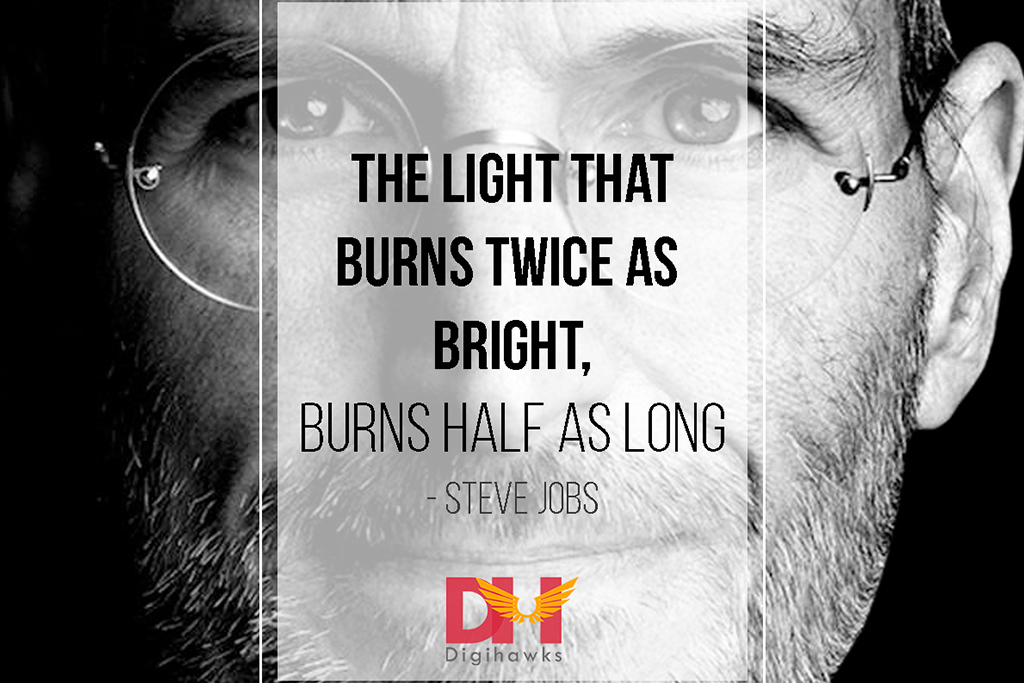 THE LIGHT THAT
BURNS TWICE AS
BRIGHT,
BURNS HALF AS LONG
- STEVE JOBS
DH
Digihawks